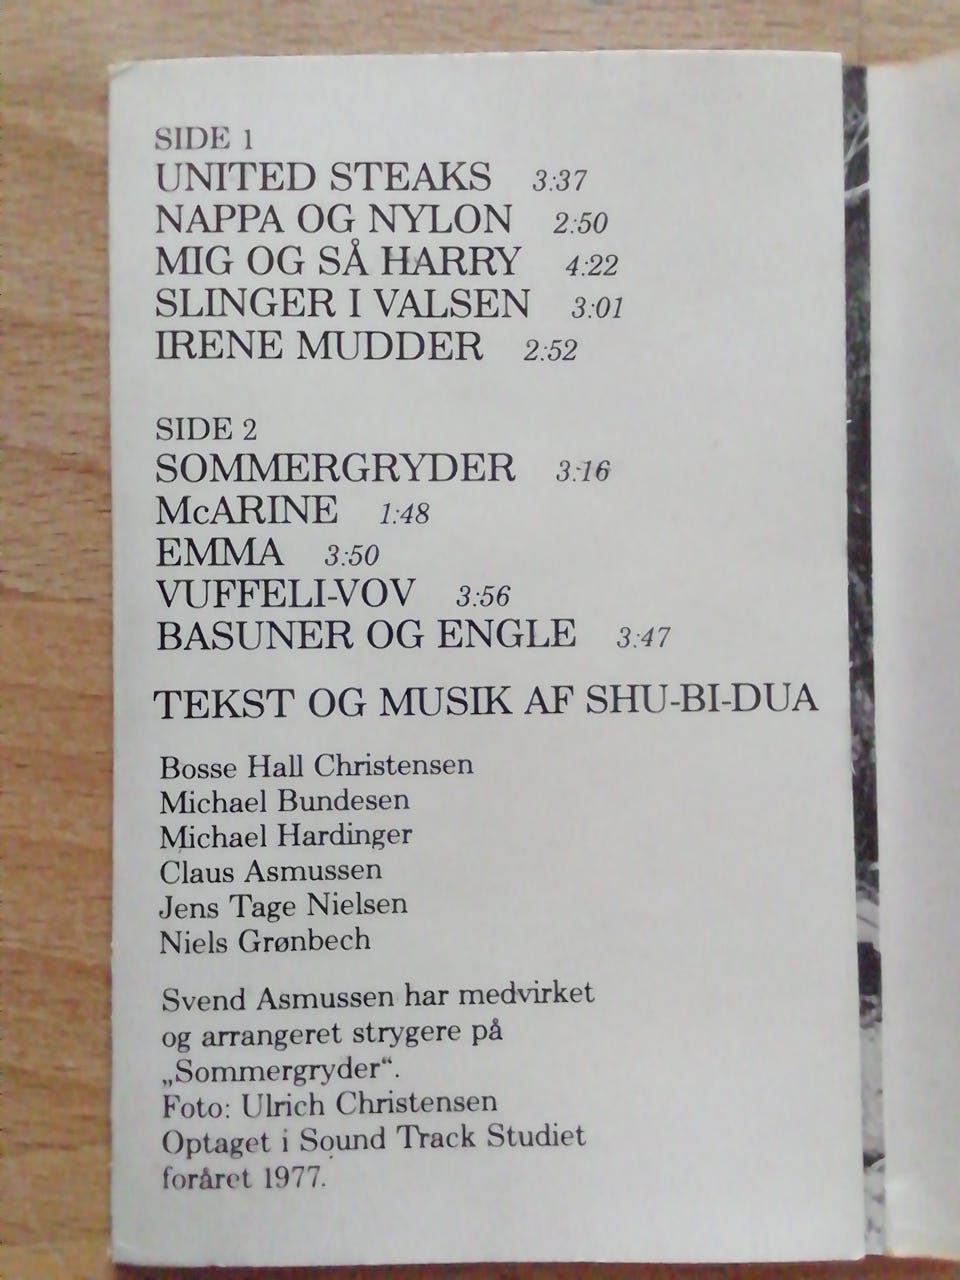 SIDE 1
UNITED STEAKS 3:37
NAPPA OG NYLON 2:50
MIG OG SÅ HARRY 4:22
SLINGER I VALSEN 3:01
IRENE MUDDER 2:52
SIDE 2
SOMMERGRYDER 3:16
McARINE 1:48
EMMA 3:50
VUFFELI-VOV 3:56
BASUNER OG ENGLE 3:47
TEKST OG MUSIK AF SHU-BI-DUA
Bosse Hall Christensen
Michael Bundesen
Michael Hardinger
Claus Asmussen
Jens Tage Nielsen
Niels Grønbech
Svend Asmussen har medvirket
og arrangeret strygere på
„Sommergryder“.
Foto: Ulrich Christensen
Optaget i Sound Track Studiet
foråret 1977.